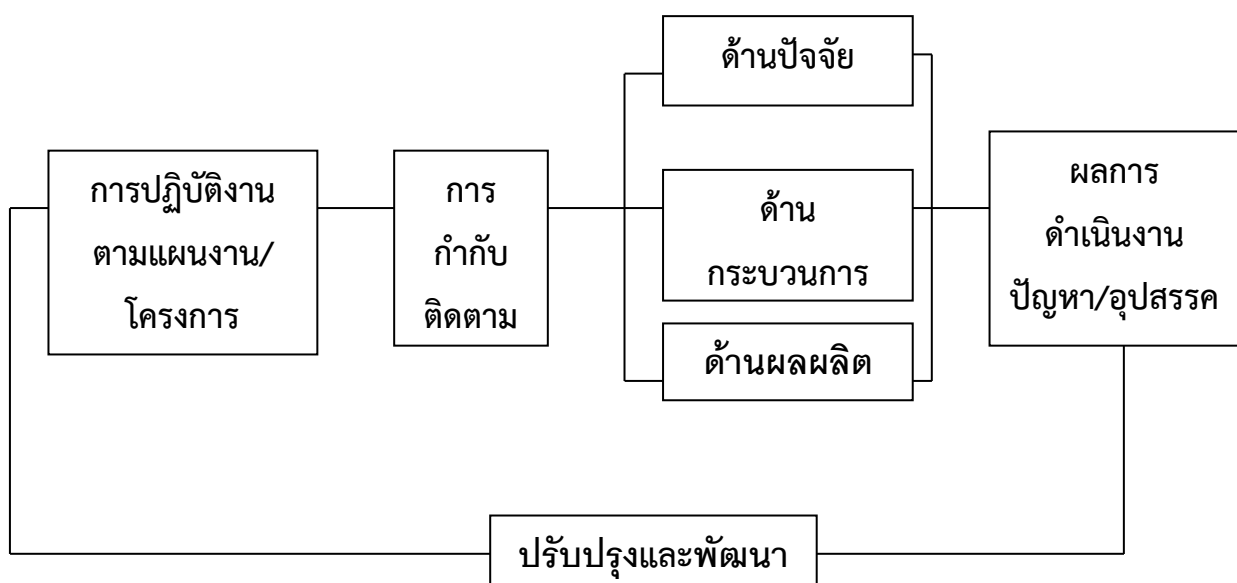 การปฏิบัติงาน
ตามแผนงาน/
โครงการ
การ
กำกับ
ติดตาม
ด้านปัจจัย
ด้าน
กระบวนการ
ด้านผลผลิต
ผลการ
ดำเนินงาน
ปัญหา/อุปสรรค
ปรับปรุงและพัฒนา